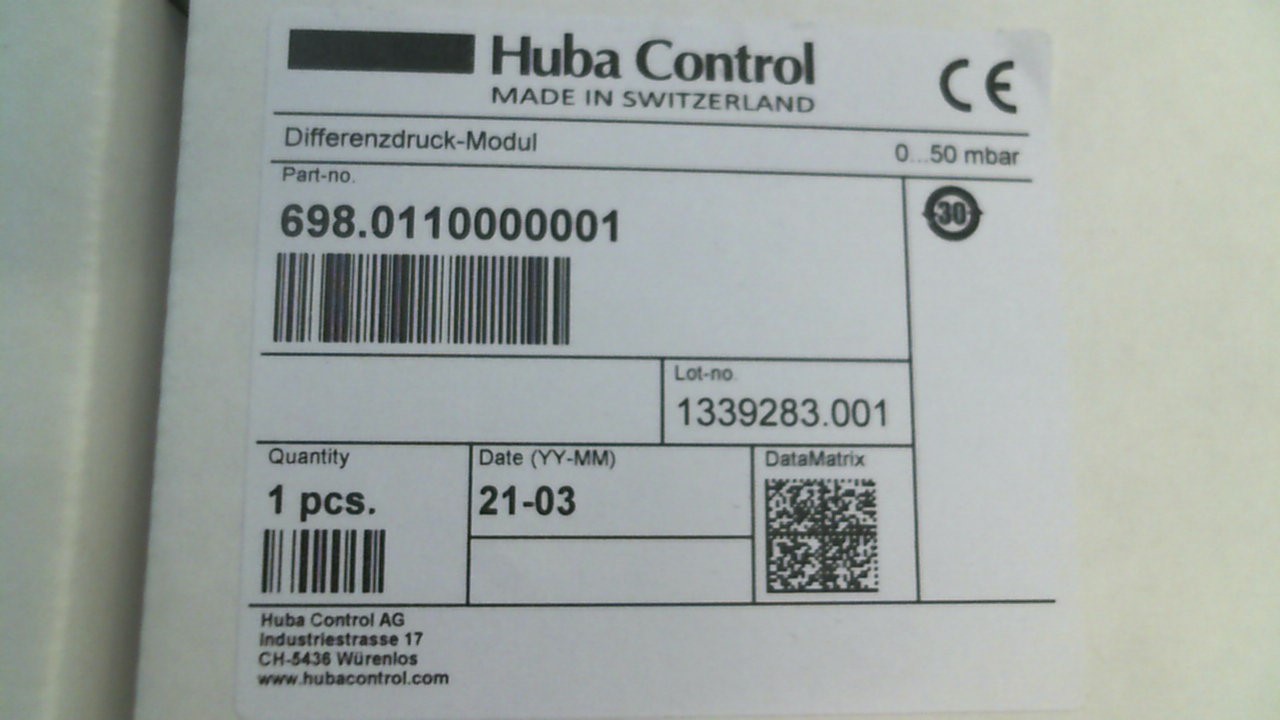 Huba Control
MADE IN SWITZERLAND
CE
Differenzdruck-Modul
0...50 mbar
Part-no.
698.0110000001
30
Lot-no.
1339283.001
Quantity
1 pcs.
Date (YY-MM)
21-03
DataMatrix
Huba Control AG
Industriestrasse 17
CH-5436 Würenlos
www.hubacontrol.com